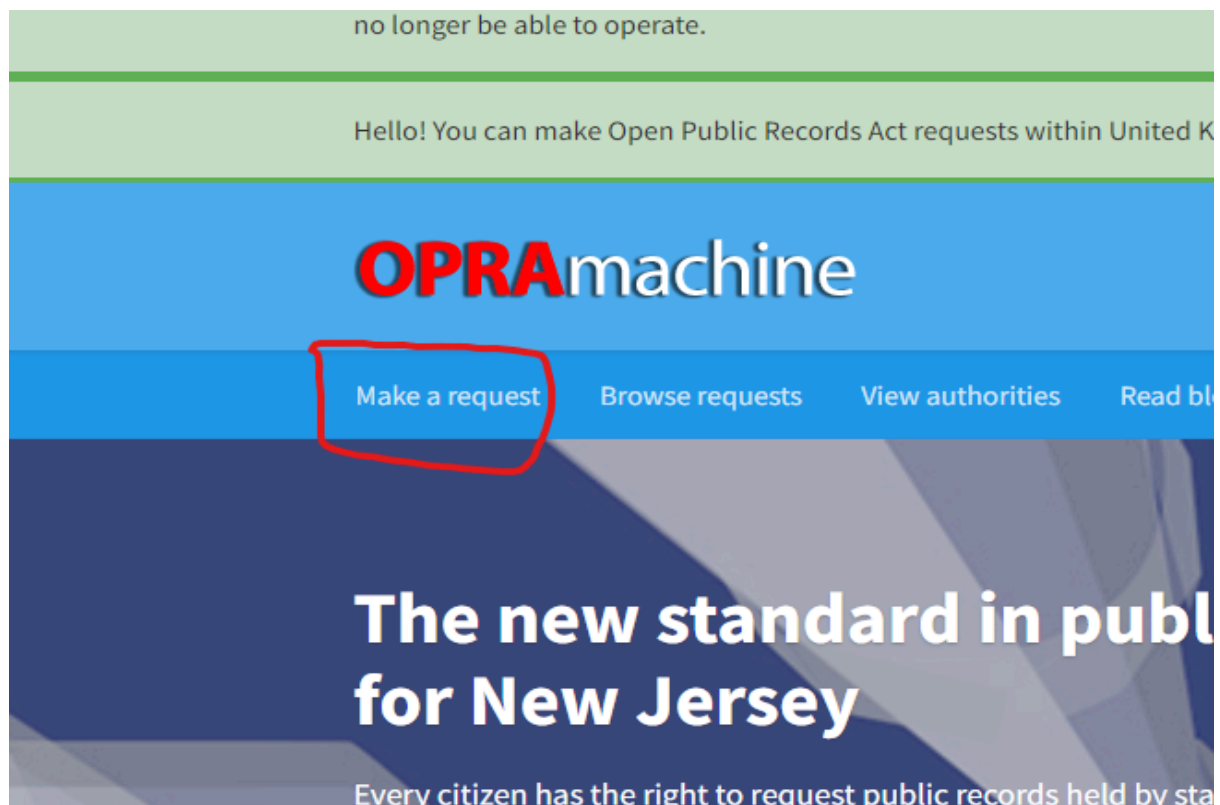 no longer be able to operate.
Hello! You can make Open Public Records Act requests within United K
OPRAmachine
Make a request Browse requests View authorities Read bl
The new standard in publ
for New Jersey
Every citizen has the right to request public records held by sta